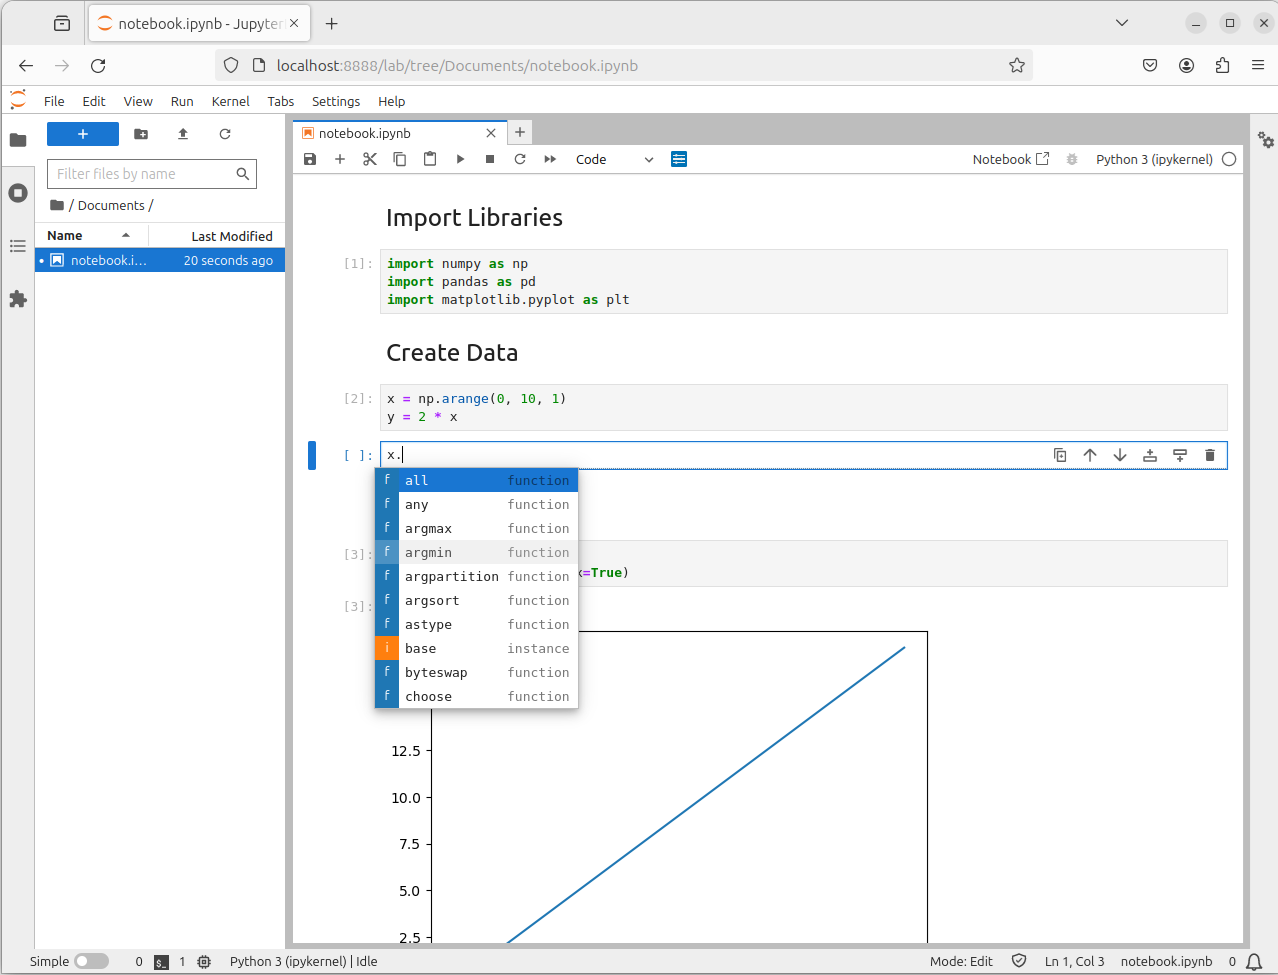 notebook.ipynb - Jupyter
localhost:8888/lab/tree/Documents/notebook.ipynb
File Edit View Run Kernel Tabs Settings Help
+
Filter files by name
/ Documents /
Name Last Modified
notebook.i... 20 seconds ago
notebook.ipynb
Code
Notebook
Python 3 (ipykernel)
Import Libraries
[1]:
import numpy as np
import pandas as pd
import matplotlib.pyplot as plt
Create Data
[2]:
x = np.arange(0, 10, 1)
y = 2 * x
[ ]:
x.
f all function
f any function
f argmax function
f argmin function
f argpartition function
f argsort function
f astype function
i base instance
f byteswap function
f choose function
[3]:
x=True)
[3]:
12.5
10.0
7.5
5.0
2.5
Simple 0 $_ 1 Python 3 (ipykernel) | Idle Mode: Edit Ln 1, Col 3 notebook.ipynb 0